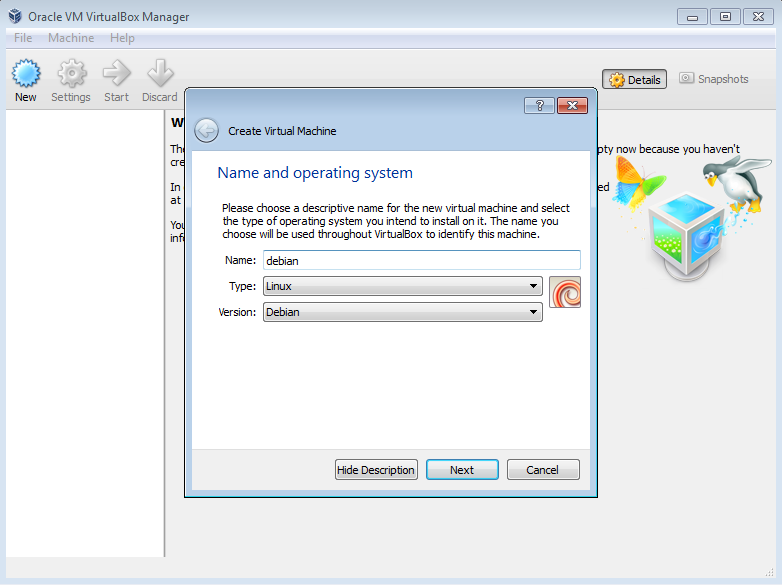 Oracle VM VirtualBox Manager
File Machine Help
New Settings Start Discard
Details Snapshots
W
The
pty now because you haven't
cre
In
ed
at
You
inf
?
Create Virtual Machine
Name and operating system
Please choose a descriptive name for the new virtual machine and select
the type of operating system you intend to install on it. The name you
choose will be used throughout VirtualBox to identify this machine.
Name: debian
Type: Linux
Version: Debian
Hide Description Next Cancel